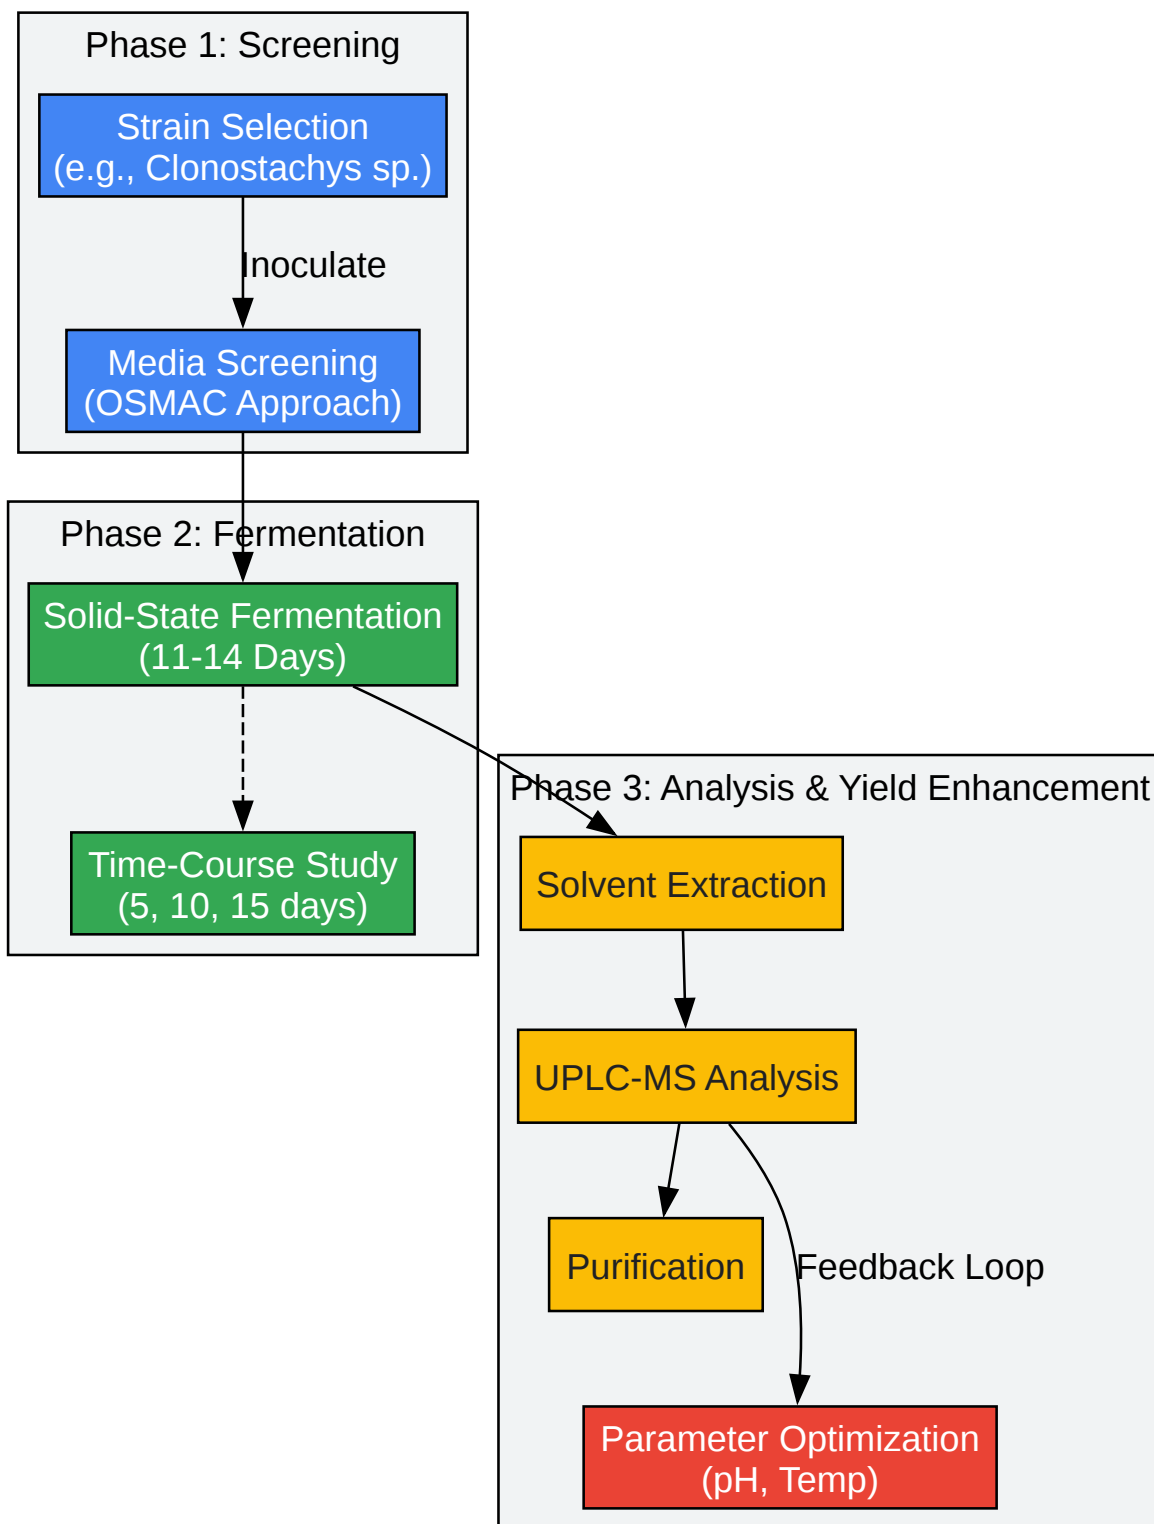 Phase 1: Screening
Strain Selection
(e.g., Clonostachys sp.)
Inoculate
Media Screening
(OSMAC Approach)
Phase 2: Fermentation
Solid-State Fermentation
(11-14 Days)
Time-Course Study
(5, 10, 15 days)
Phase 3: Analysis & Yield Enhancement
Solvent Extraction
UPLC-MS Analysis
Purification
Feedback Loop
Parameter Optimization
(pH, Temp)